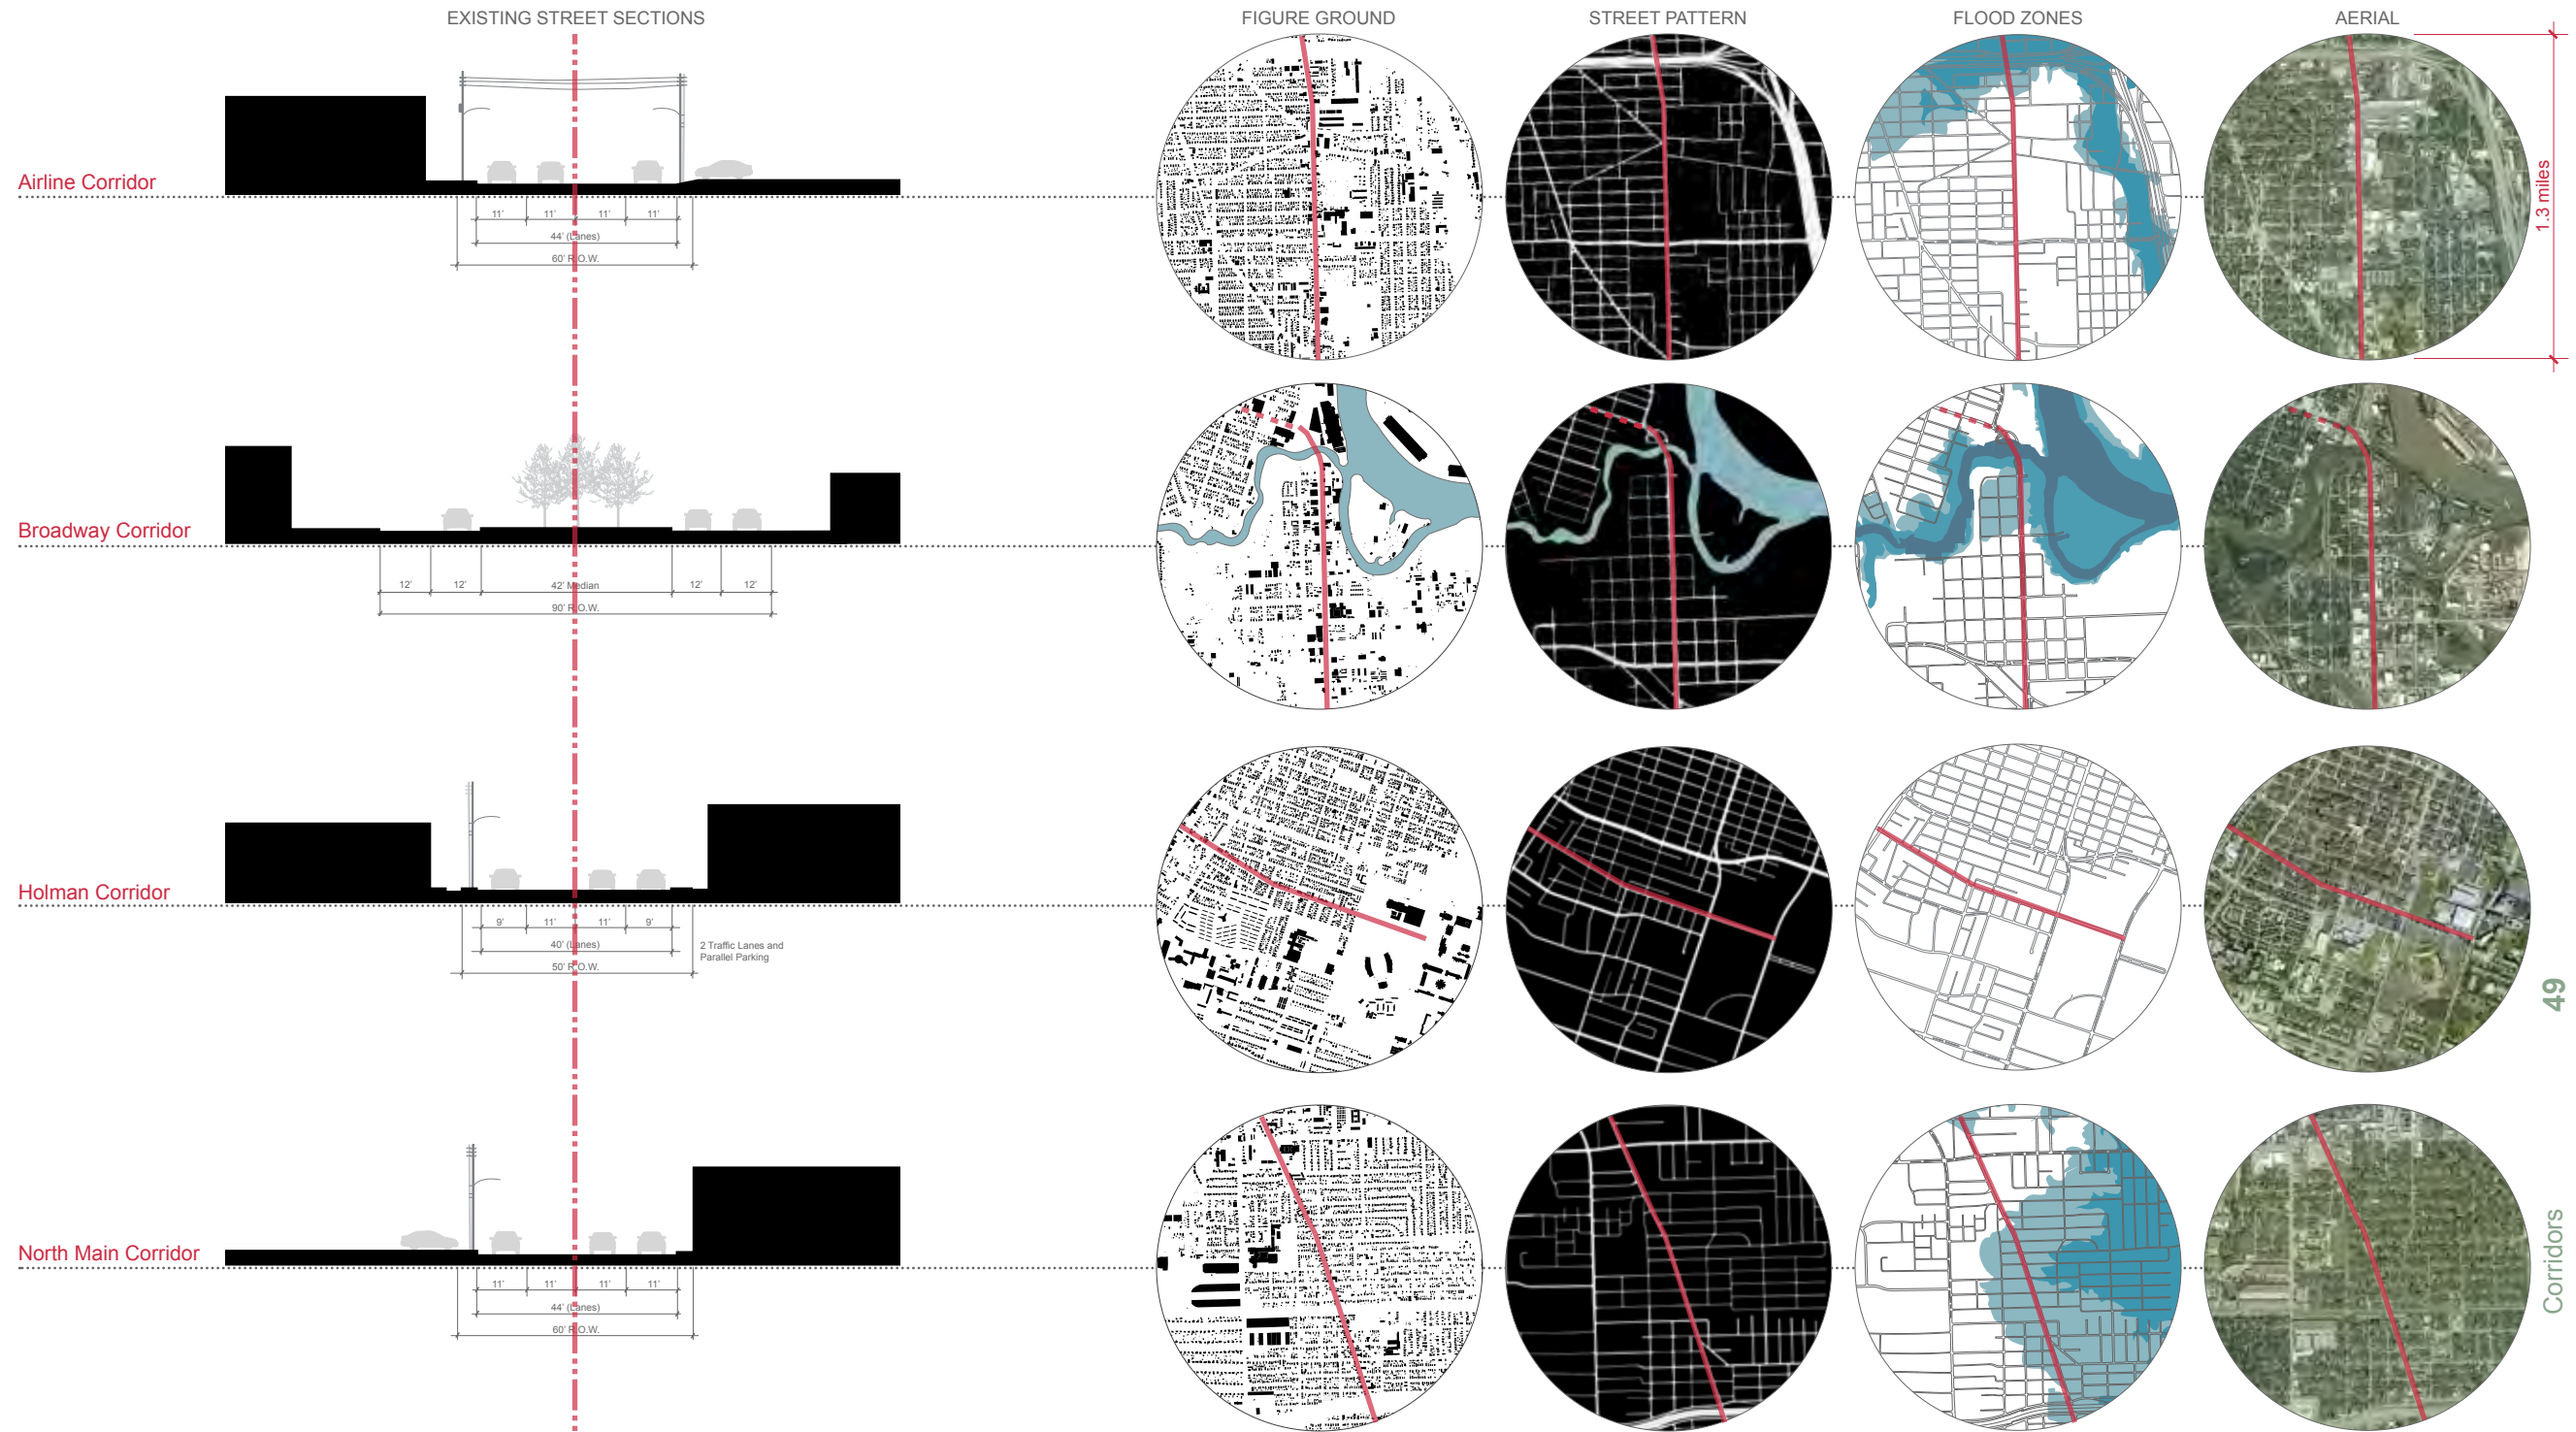 EXISTING STREET SECTIONS
FIGURE GROUND
STREET PATTERN
FLOOD ZONES
AERIAL
1.3 miles
Airline Corridor
11' 11' 11' 11'
44' (Lanes)
60' R.O.W.
Broadway Corridor
12' 12' 42' Median 12' 12'
90' R.O.W.
Holman Corridor
9' 11' 11' 9'
40' (Lanes)
2 Traffic Lanes and
Parallel Parking
50' R.O.W.
North Main Corridor
11' 11' 11' 11'
44' (Lanes)
60' R.O.W.
49
Corridors